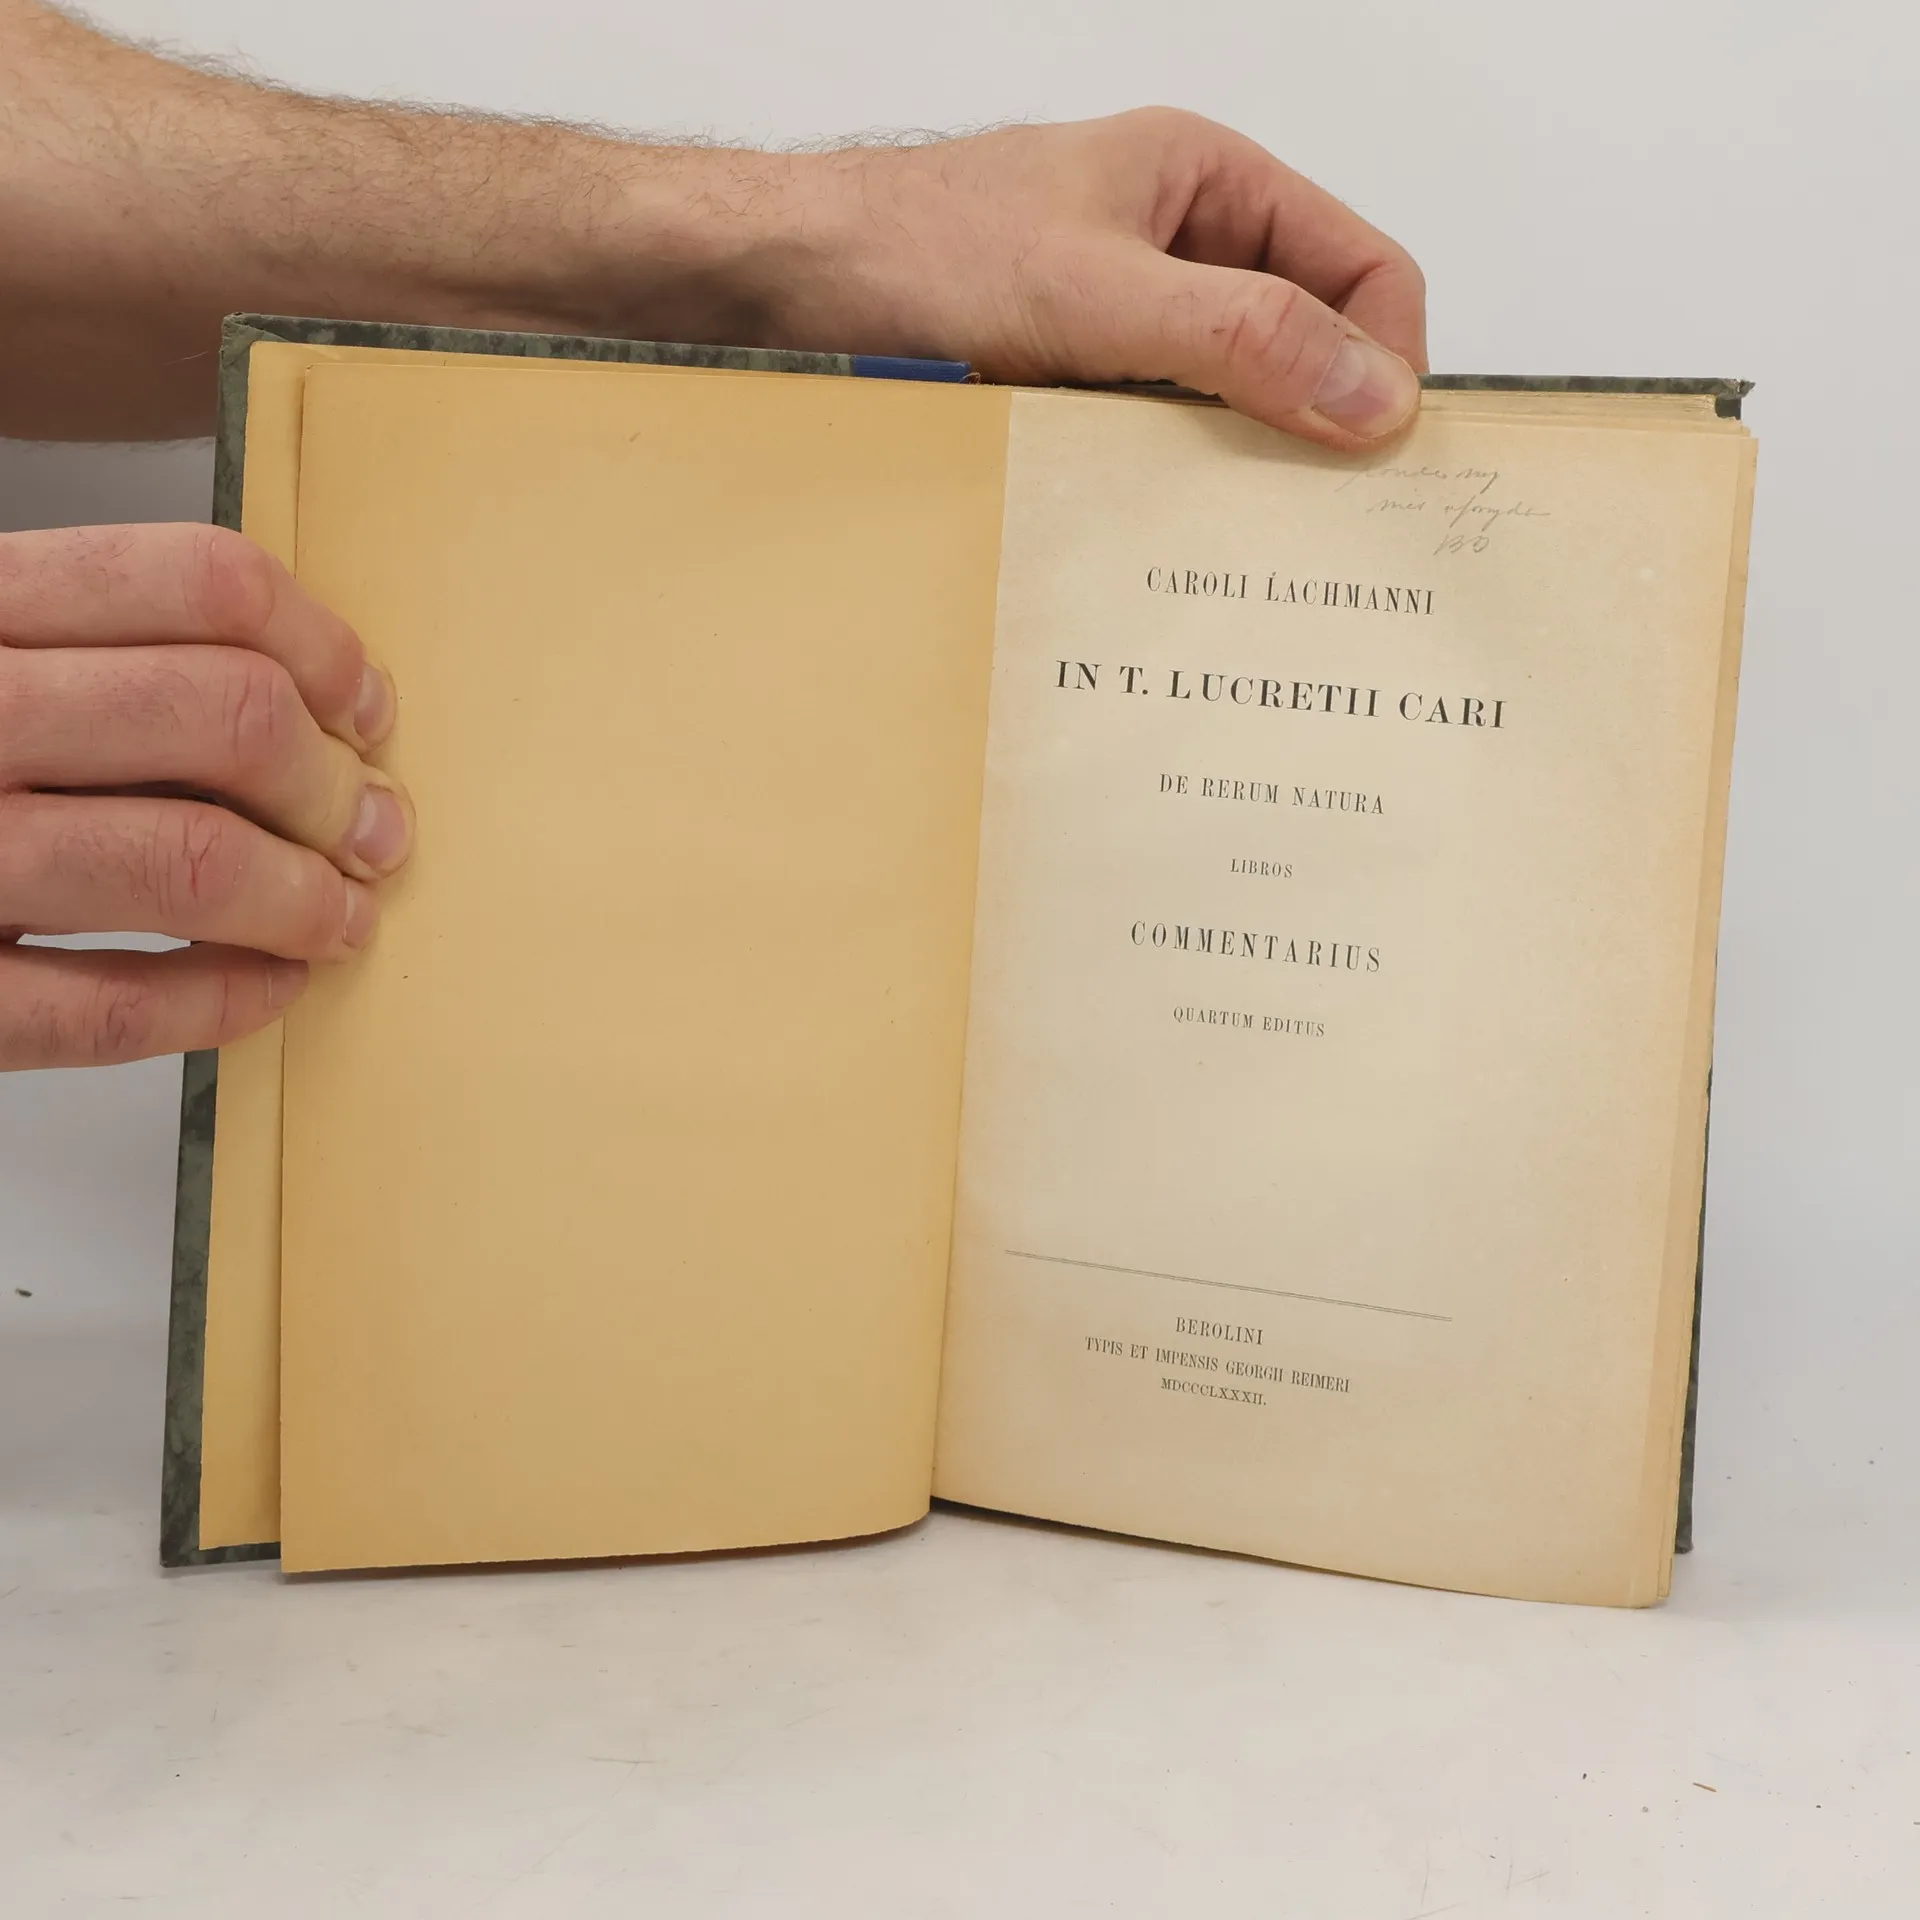 CAROLI LACHMANNI
IN T. LUCRETII CARI
DE RERUM NATURA
LIBROS
COMMENTARIUS
QUARTUM EDITUS
BEROLINI
TYPIS ET IMPENSIS GEORGII REIMERI
MDCCCLXXXII.